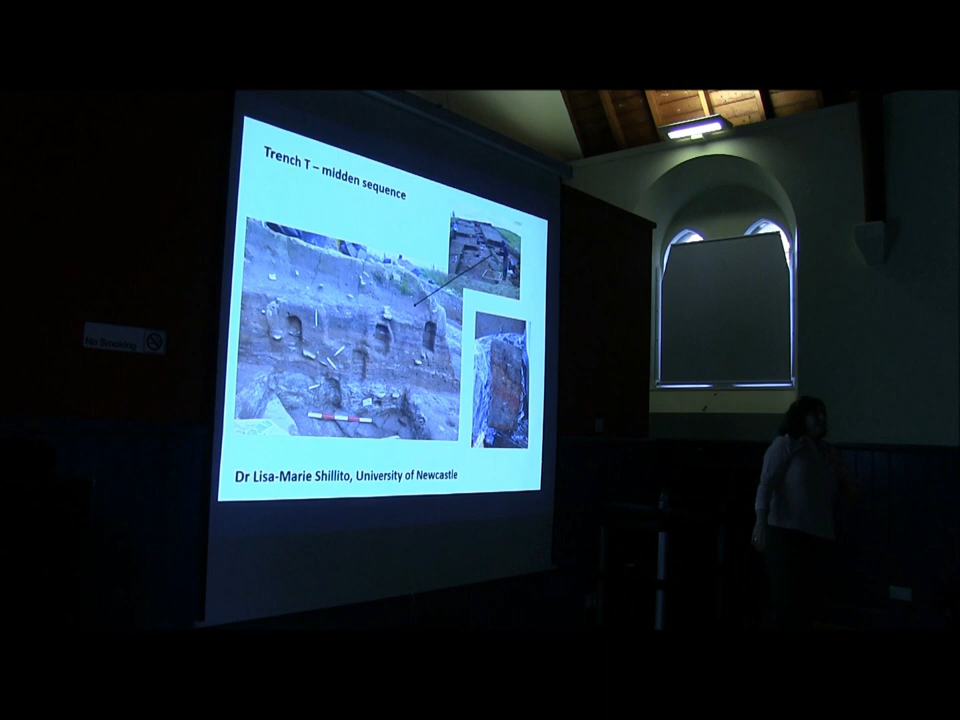 Trench T – midden sequence
Dr Lisa-Marie Shillito, University of Newcastle
No Smoking